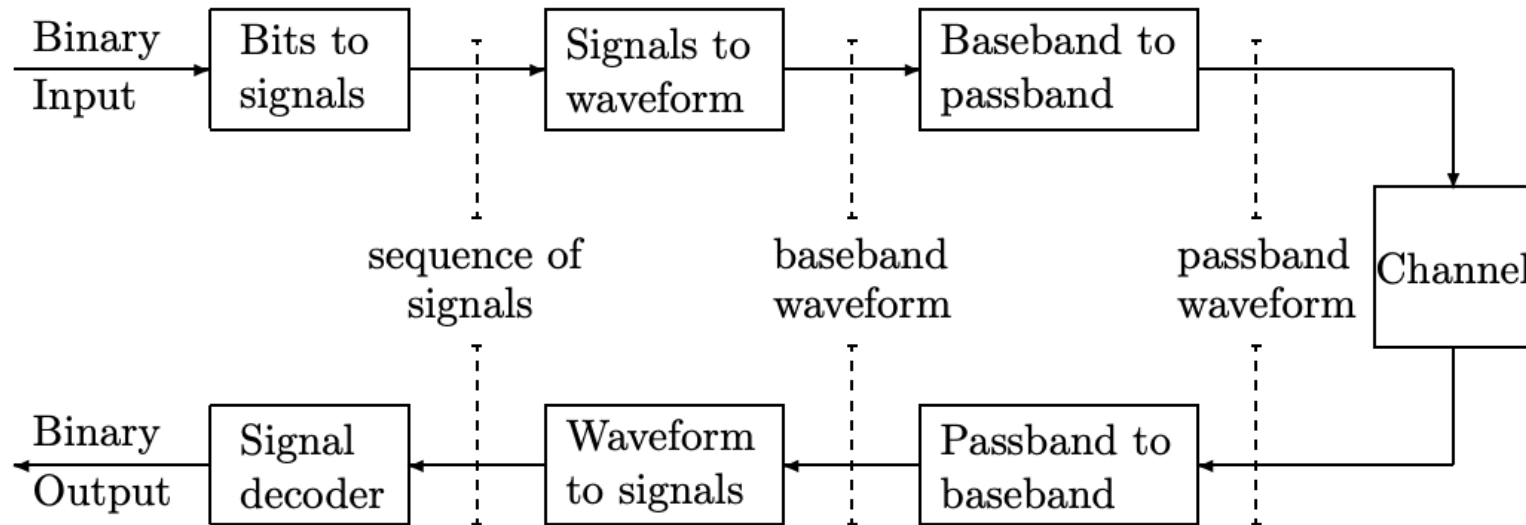 Binary
Input
Bits to
signals
Signals to
waveform
Baseband to
passband
sequence of
signals
baseband
waveform
passband
waveform
Channel
Binary
Output
Signal
decoder
Waveform
to signals
Passband to
baseband